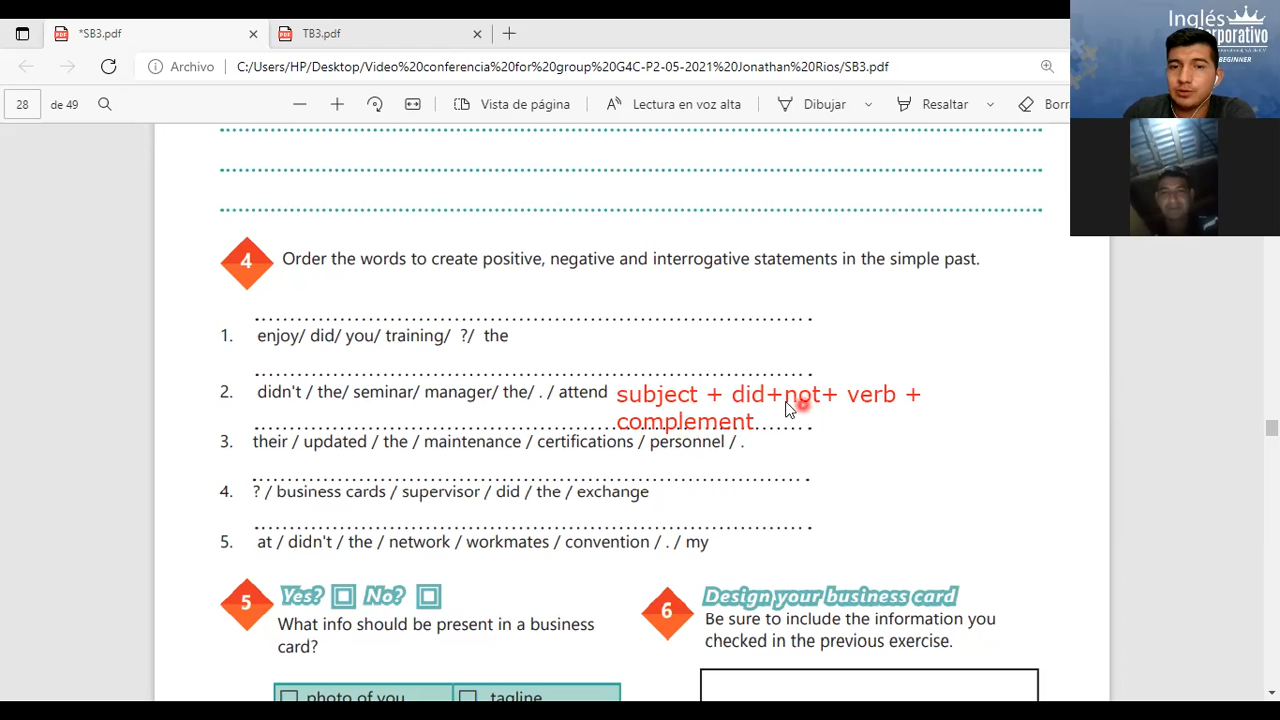 *SB3.pdf
TB3.pdf
Archivo
C:/Users/HP/Desktop/Video%20conferencia%20face%20group%20G4C-P2-05-2021%20Jonathan%20Rios/SB3.pdf
28 de 49
Vista de página
Lectura en voz alta
Dibujar
Resaltar
Borr
Inglés
Corporativo
BEGINNER
4 Order the words to create positive, negative and interrogative statements in the simple past.
1. enjoy/ did/ you/ training/ ?/ the
2. didn't / the/ seminar/ manager/ the/ . / attend
subject + did+not+ verb +
complement
3. their / updated / the / maintenance / certifications / personnel / .
4. ? / business cards / supervisor / did / the / exchange
5. at / didn't / the / network / workmates / convention / . / my
5 Yes? No?
What info should be present in a business
card?
photo of you
tagline
6 Design your business card
Be sure to include the information you
checked in the previous exercise.